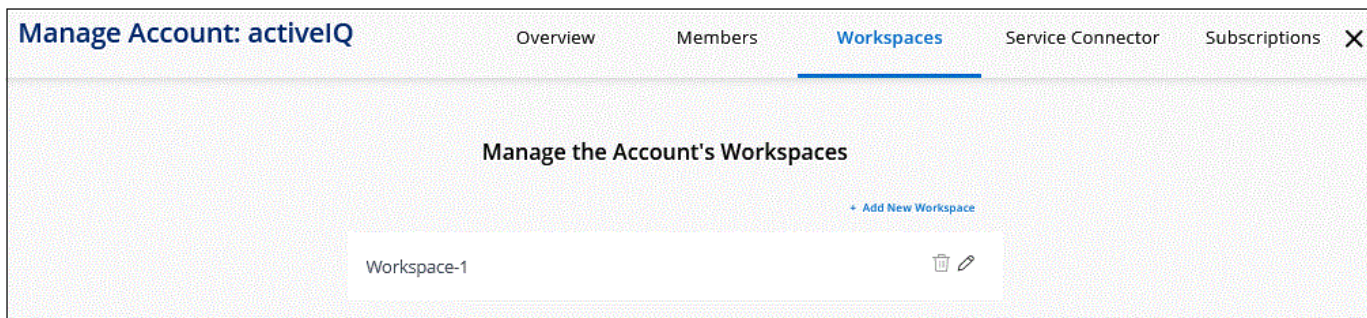 Manage Account: activeIQ
Overview Members Workspaces Service Connector Subscriptions
Manage the Account's Workspaces
+ Add New Workspace
Workspace-1